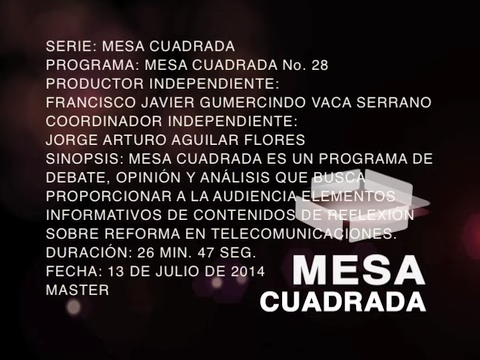 SERIE: MESA CUADRADA
PROGRAMA: MESA CUADRADA No. 28
PRODUCTOR INDEPENDIENTE:
FRANCISCO JAVIER GUMERCINDO VACA SERRANO
COORDINADOR INDEPENDIENTE:
JORGE ARTURO AGUILAR FLORES
SINOPSIS: MESA CUADRADA ES UN PROGRAMA DE
DEBATE, OPINIÓN Y ANÁLISIS QUE BUSCA
PROPORCIONAR A LA AUDIENCIA ELEMENTOS
INFORMATIVOS DE CONTENIDOS DE REFLEXIÓN
SOBRE REFORMA EN TELECOMUNICACIONES.
DURACIÓN: 26 MIN. 47 SEG.
FECHA: 13 DE JULIO DE 2014
MASTER
MESA
CUADRADA